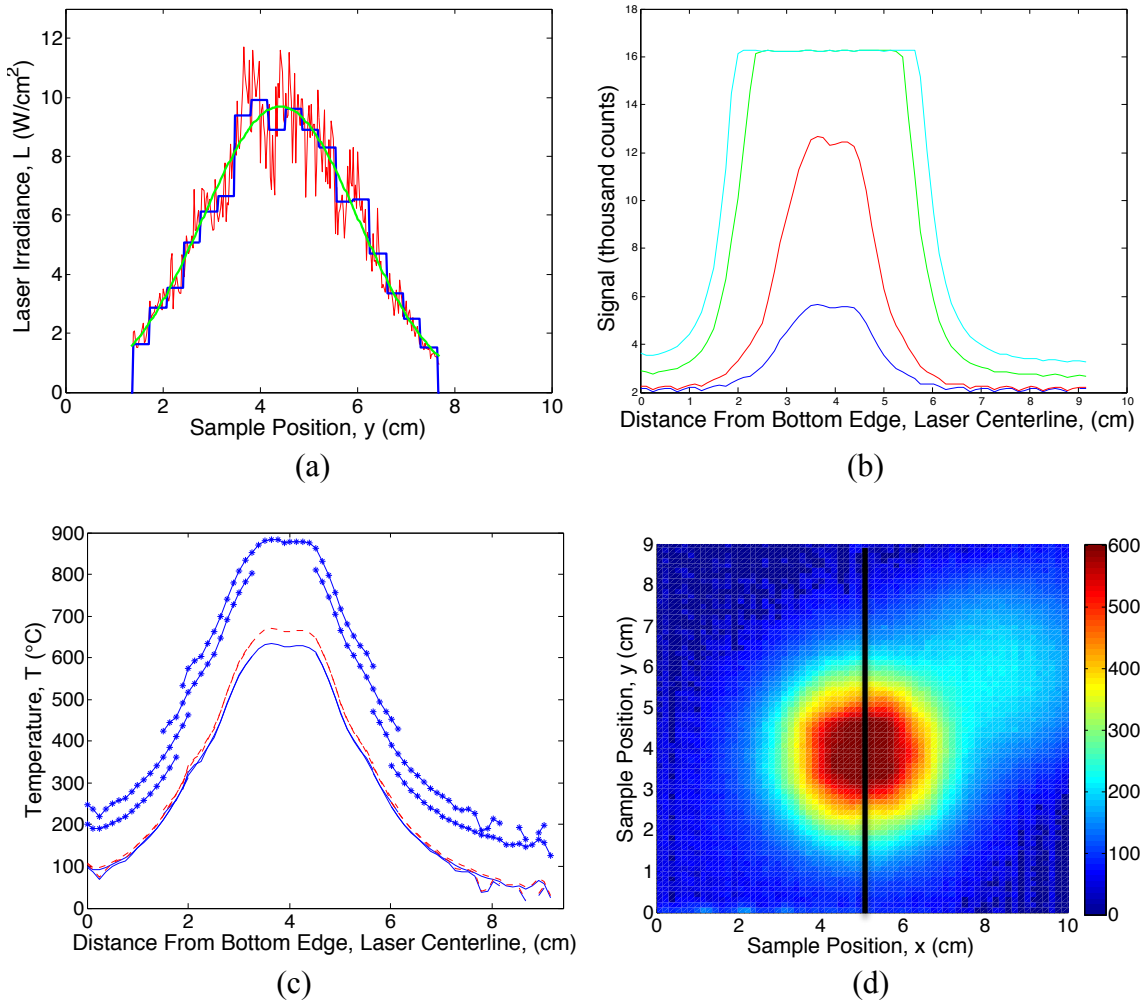 12
10
8
6
4
2
0
Laser Irradiance, L (W/cm²)
0 2 4 6 8 10
Sample Position, y (cm)
(a)
18
16
14
12
10
8
6
4
2
Signal (thousand counts)
0 1 2 3 4 5 6 7 8 9 10
Distance From Bottom Edge, Laser Centerline, (cm)
(b)
900
800
700
600
500
400
300
200
100
0
Temperature, T (°C)
0 2 4 6 8
Distance From Bottom Edge, Laser Centerline, (cm)
(c)
9
8
7
6
5
4
3
2
1
0
Sample Position, y (cm)
0 2 4 6 8 10
Sample Position, x (cm)
600
500
400
300
200
100
0
(d)